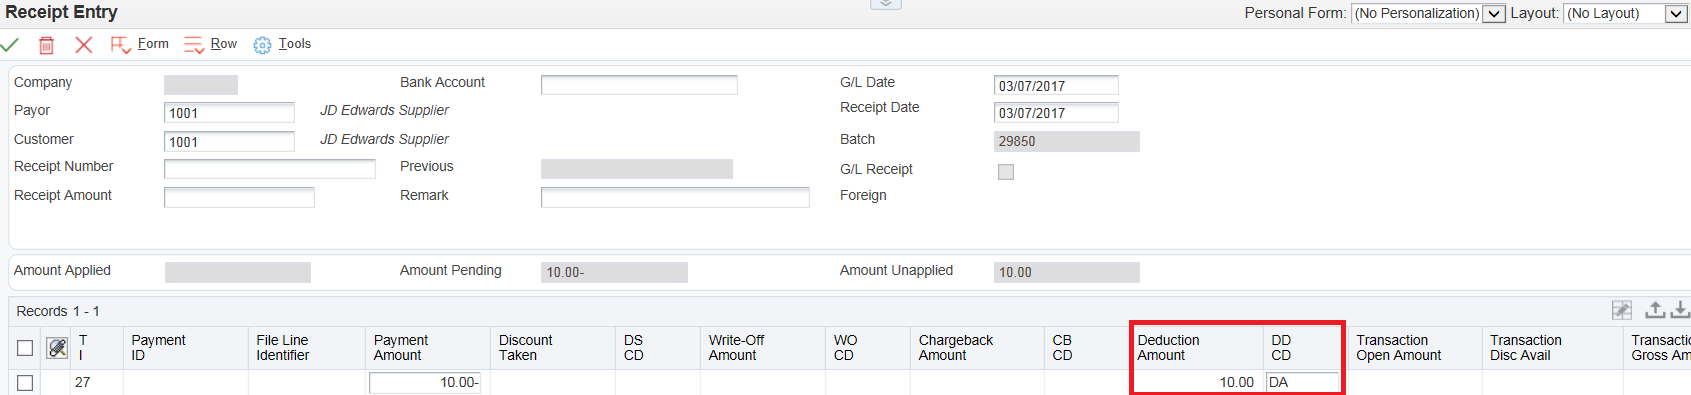 Receipt Entry
Personal Form: (No Personalization) Layout: (No Layout)
Form Row Tools
Company Bank Account G/L Date 03/07/2017
Payor 1001 JD Edwards Supplier Receipt Date 03/07/2017
Customer 1001 JD Edwards Supplier Batch 29850
Receipt Number Previous G/L Receipt
Receipt Amount Remark Foreign
Amount Applied Amount Pending 10.00- Amount Unapplied 10.00
Records 1 - 1
T Payment File Line Payment Discount DS Write-Off WO Chargeback CB Deduction DD Transaction Transaction Transaction
I ID Identifier Amount Taken CD Amount CD Amount CD Amount CD Open Amount Disc Avail Gross Am
27 10.00- 10.00 DA